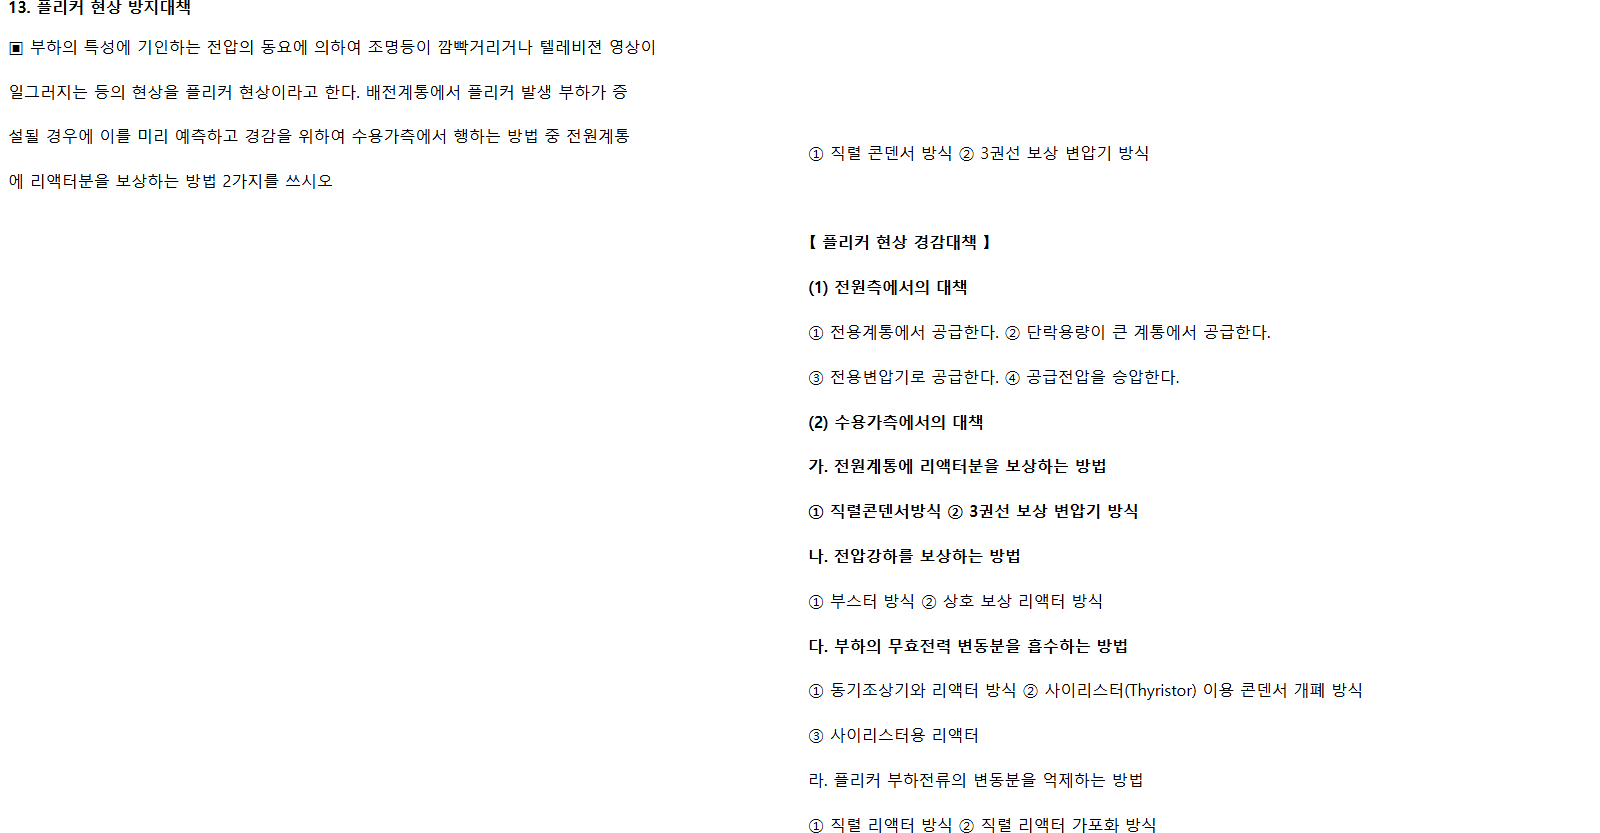 13. 플리커 현상 방지대책
▣ 부하의 특성에 기인하는 전압의 동요에 의하여 조명등이 깜빡거리거나 텔레비젼 영상이
일그러지는 등의 현상을 플리커 현상이라고 한다. 배전계통에서 플리커 발생 부하가 증
설될 경우에 이를 미리 예측하고 경감을 위하여 수용가측에서 행하는 방법 중 전원계통
에 리액터분을 보상하는 방법 2가지를 쓰시오
① 직렬 콘덴서 방식 ② 3권선 보상 변압기 방식
【 플리커 현상 경감대책 】
(1) 전원측에서의 대책
① 전용계통에서 공급한다. ② 단락용량이 큰 계통에서 공급한다.
③ 전용변압기로 공급한다. ④ 공급전압을 승압한다.
(2) 수용가측에서의 대책
가. 전원계통에 리액터분을 보상하는 방법
① 직렬콘덴서방식 ② 3권선 보상 변압기 방식
나. 전압강하를 보상하는 방법
① 부스터 방식 ② 상호 보상 리액터 방식
다. 부하의 무효전력 변동분을 흡수하는 방법
① 동기조상기와 리액터 방식 ② 사이리스터(Thyristor) 이용 콘덴서 개폐 방식
③ 사이리스터용 리액터
라. 플리커 부하전류의 변동분을 억제하는 방법
① 직렬 리액터 방식 ② 직렬 리액터 가포화 방식